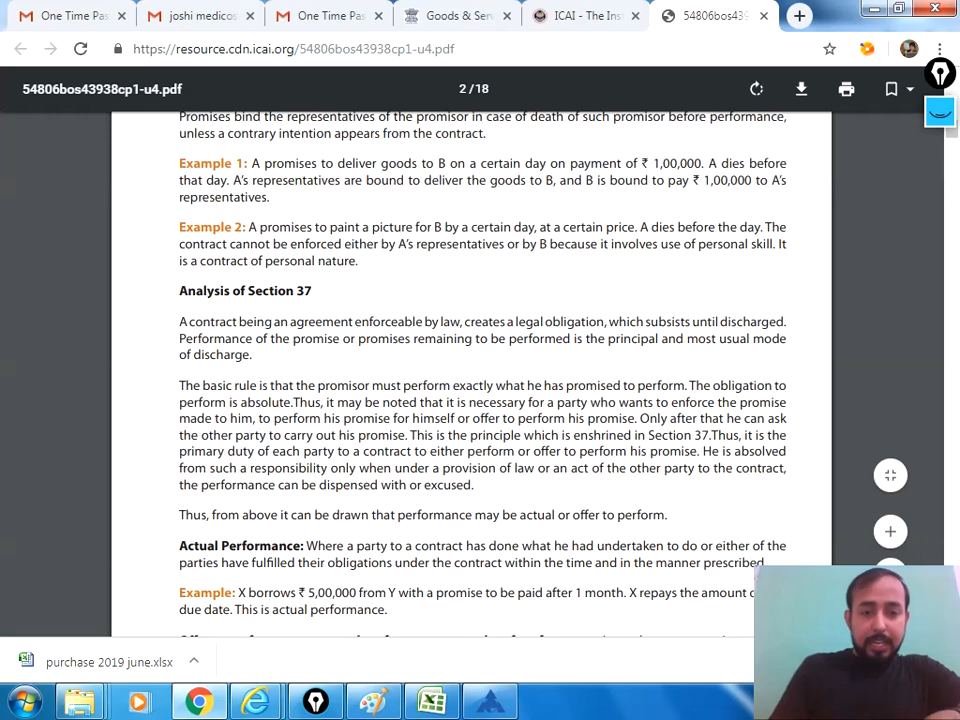 One Time Pas
joshi medicos
One Time Pas
Goods & Serv
ICAI - The Ins
54806bos439
https://resource.cdn.icai.org/54806bos43938cp1-u4.pdf
54806bos43938cp1-u4.pdf
2 / 18
Promises bind the representatives of the promisor in case of death of such promisor before performance,
unless a contrary intention appears from the contract.
Example 1: A promises to deliver goods to B on a certain day on payment of ₹ 1,00,000. A dies before
that day. A's representatives are bound to deliver the goods to B, and B is bound to pay ₹ 1,00,000 to A's
representatives.
Example 2: A promises to paint a picture for B by a certain day, at a certain price. A dies before the day. The
contract cannot be enforced either by A's representatives or by B because it involves use of personal skill. It
is a contract of personal nature.
Analysis of Section 37
A contract being an agreement enforceable by law, creates a legal obligation, which subsists until discharged.
Performance of the promise or promises remaining to be performed is the principal and most usual mode
of discharge.
The basic rule is that the promisor must perform exactly what he has promised to perform. The obligation to
perform is absolute.Thus, it may be noted that it is necessary for a party who wants to enforce the promise
made to him, to perform his promise for himself or offer to perform his promise. Only after that he can ask
the other party to carry out his promise. This is the principle which is enshrined in Section 37.Thus, it is the
primary duty of each party to a contract to either perform or offer to perform his promise. He is absolved
from such a responsibility only when under a provision of law or an act of the other party to the contract,
the performance can be dispensed with or excused.
Thus, from above it can be drawn that performance may be actual or offer to perform.
Actual Performance: Where a party to a contract has done what he had undertaken to do or either of the
parties have fulfilled their obligations under the contract within the time and in the manner prescribed.
Example: X borrows ₹ 5,00,000 from Y with a promise to be paid after 1 month. X repays the amount
due date. This is actual performance.
purchase 2019 june.xlsx